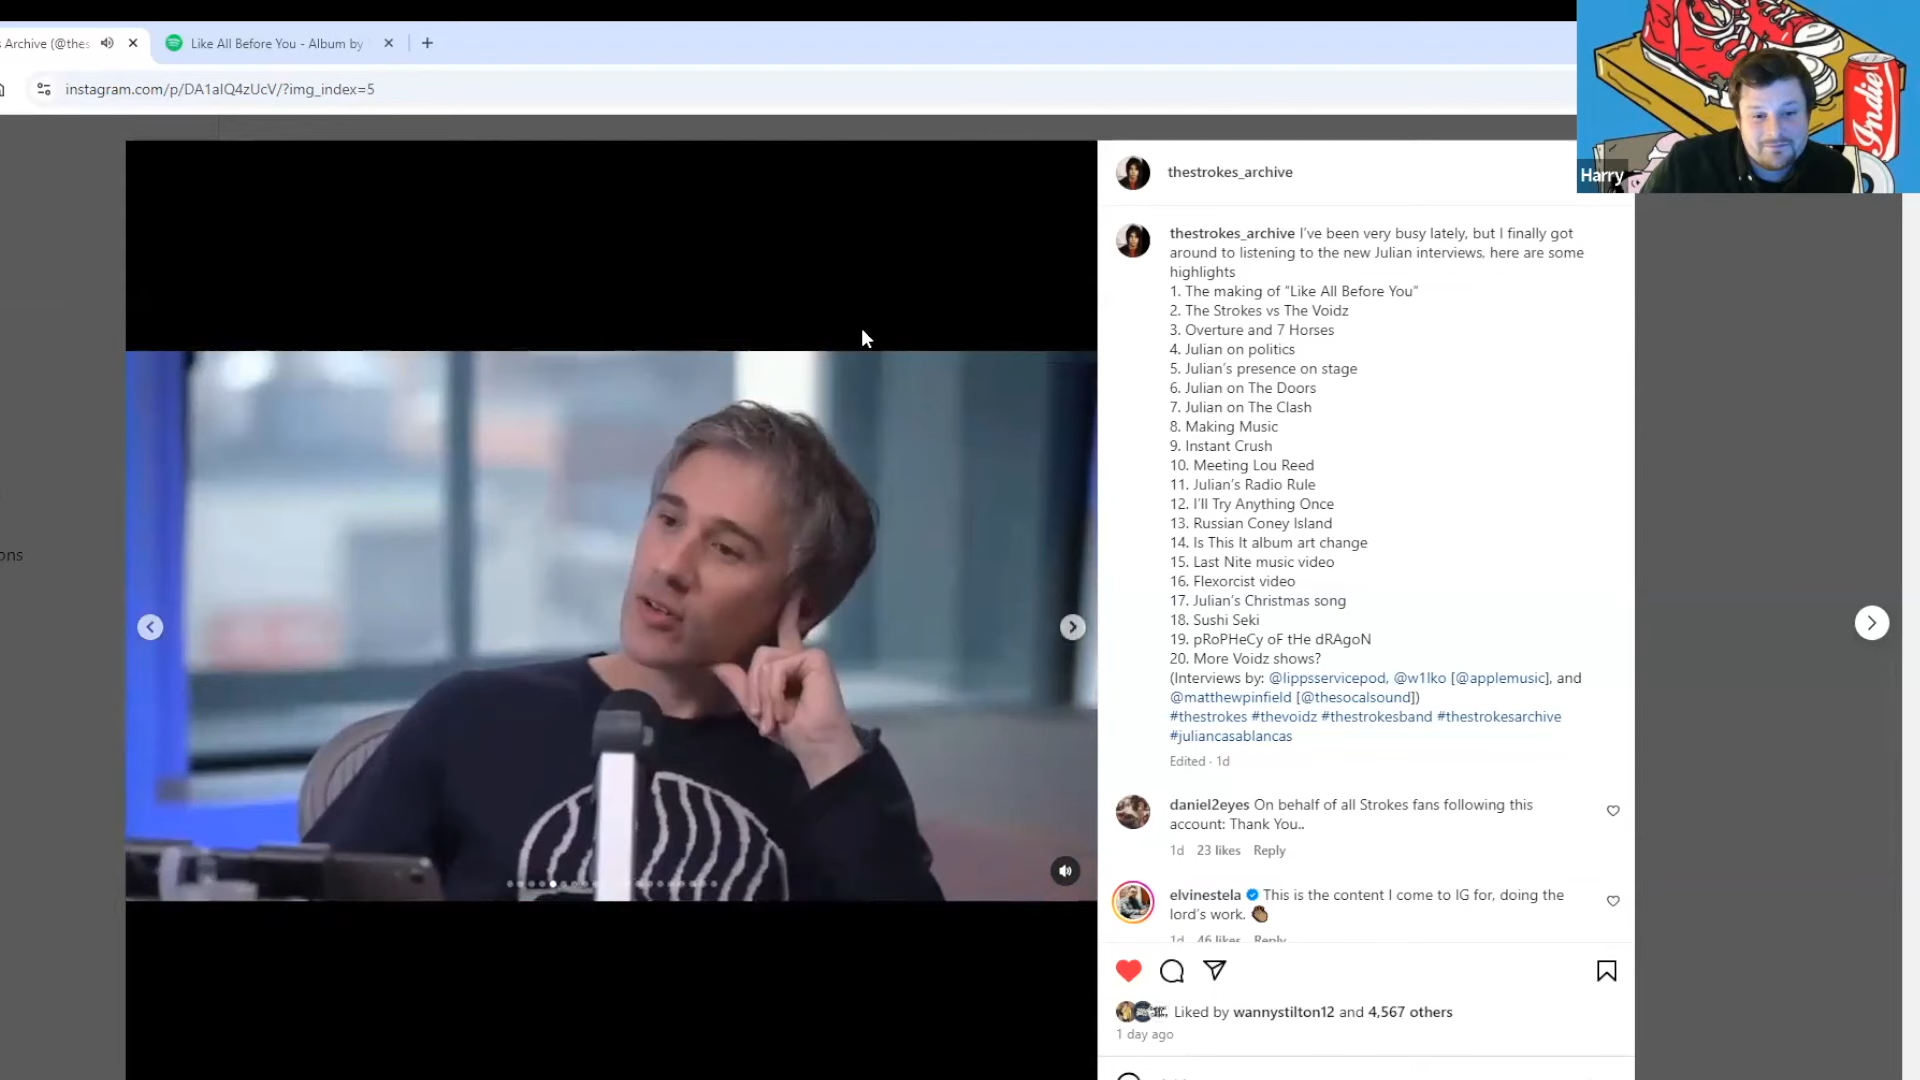 Archive (@thes
Like All Before You - Album by
instagram.com/p/DA1aIQ4zUcV/?img_index=5
Indie
Harry
ons
thestrokes_archive
thestrokes_archive I've been very busy lately, but I finally got
around to listening to the new Julian interviews, here are some
highlights
1. The making of "Like All Before You"
2. The Strokes vs The Voidz
3. Overture and 7 Horses
4. Julian on politics
5. Julian's presence on stage
6. Julian on The Doors
7. Julian on The Clash
8. Making Music
9. Instant Crush
10. Meeting Lou Reed
11. Julian's Radio Rule
12. I'll Try Anything Once
13. Russian Coney Island
14. Is This It album art change
15. Last Nite music video
16. Flexorcist video
17. Julian's Christmas song
18. Sushi Seki
19. pRoPHeCy oF tHe dRAgoN
20. More Voidz shows?
(Interviews by: @lippsservicepod, @w1lko [@applemusic], and
@matthewpinfield [@thesocalsound])
#thestrokes #thevoidz #thestrokesband #thestrokesarchive
#juliancasablancas
Edited · 1d
daniel2eyes On behalf of all Strokes fans following this
account: Thank You..
1d 23 likes Reply
elvinestela This is the content I come to IG for, doing the
lord's work.
1d 46 likes Reply
Liked by wannystilton12 and 4,567 others
1 day ago